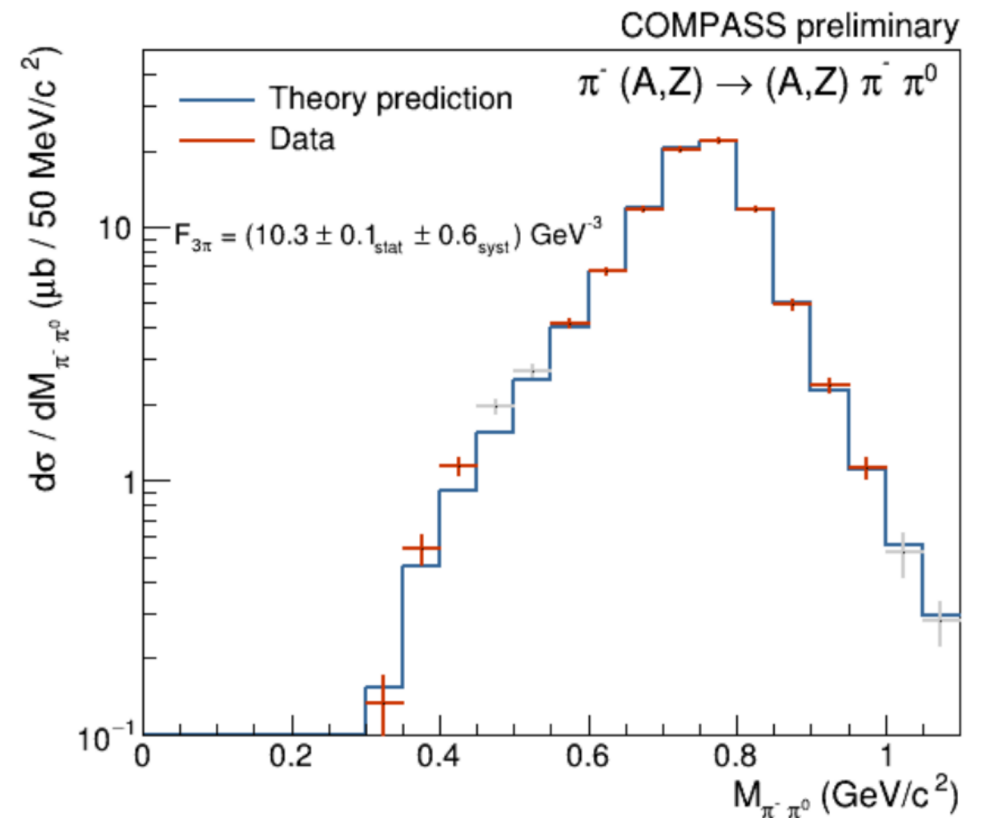 COMPASS preliminary
π⁻ (A,Z) → (A,Z) π⁻ π⁰
Theory prediction
Data
F₃π = (10.3 ± 0.1stat ± 0.6syst) GeV⁻³
dσ / dMπ⁻ π⁰ (μb / 50 MeV/c²)
10
1
10⁻¹
0 0.2 0.4 0.6 0.8 1
Mπ⁻ π⁰ (GeV/c²)